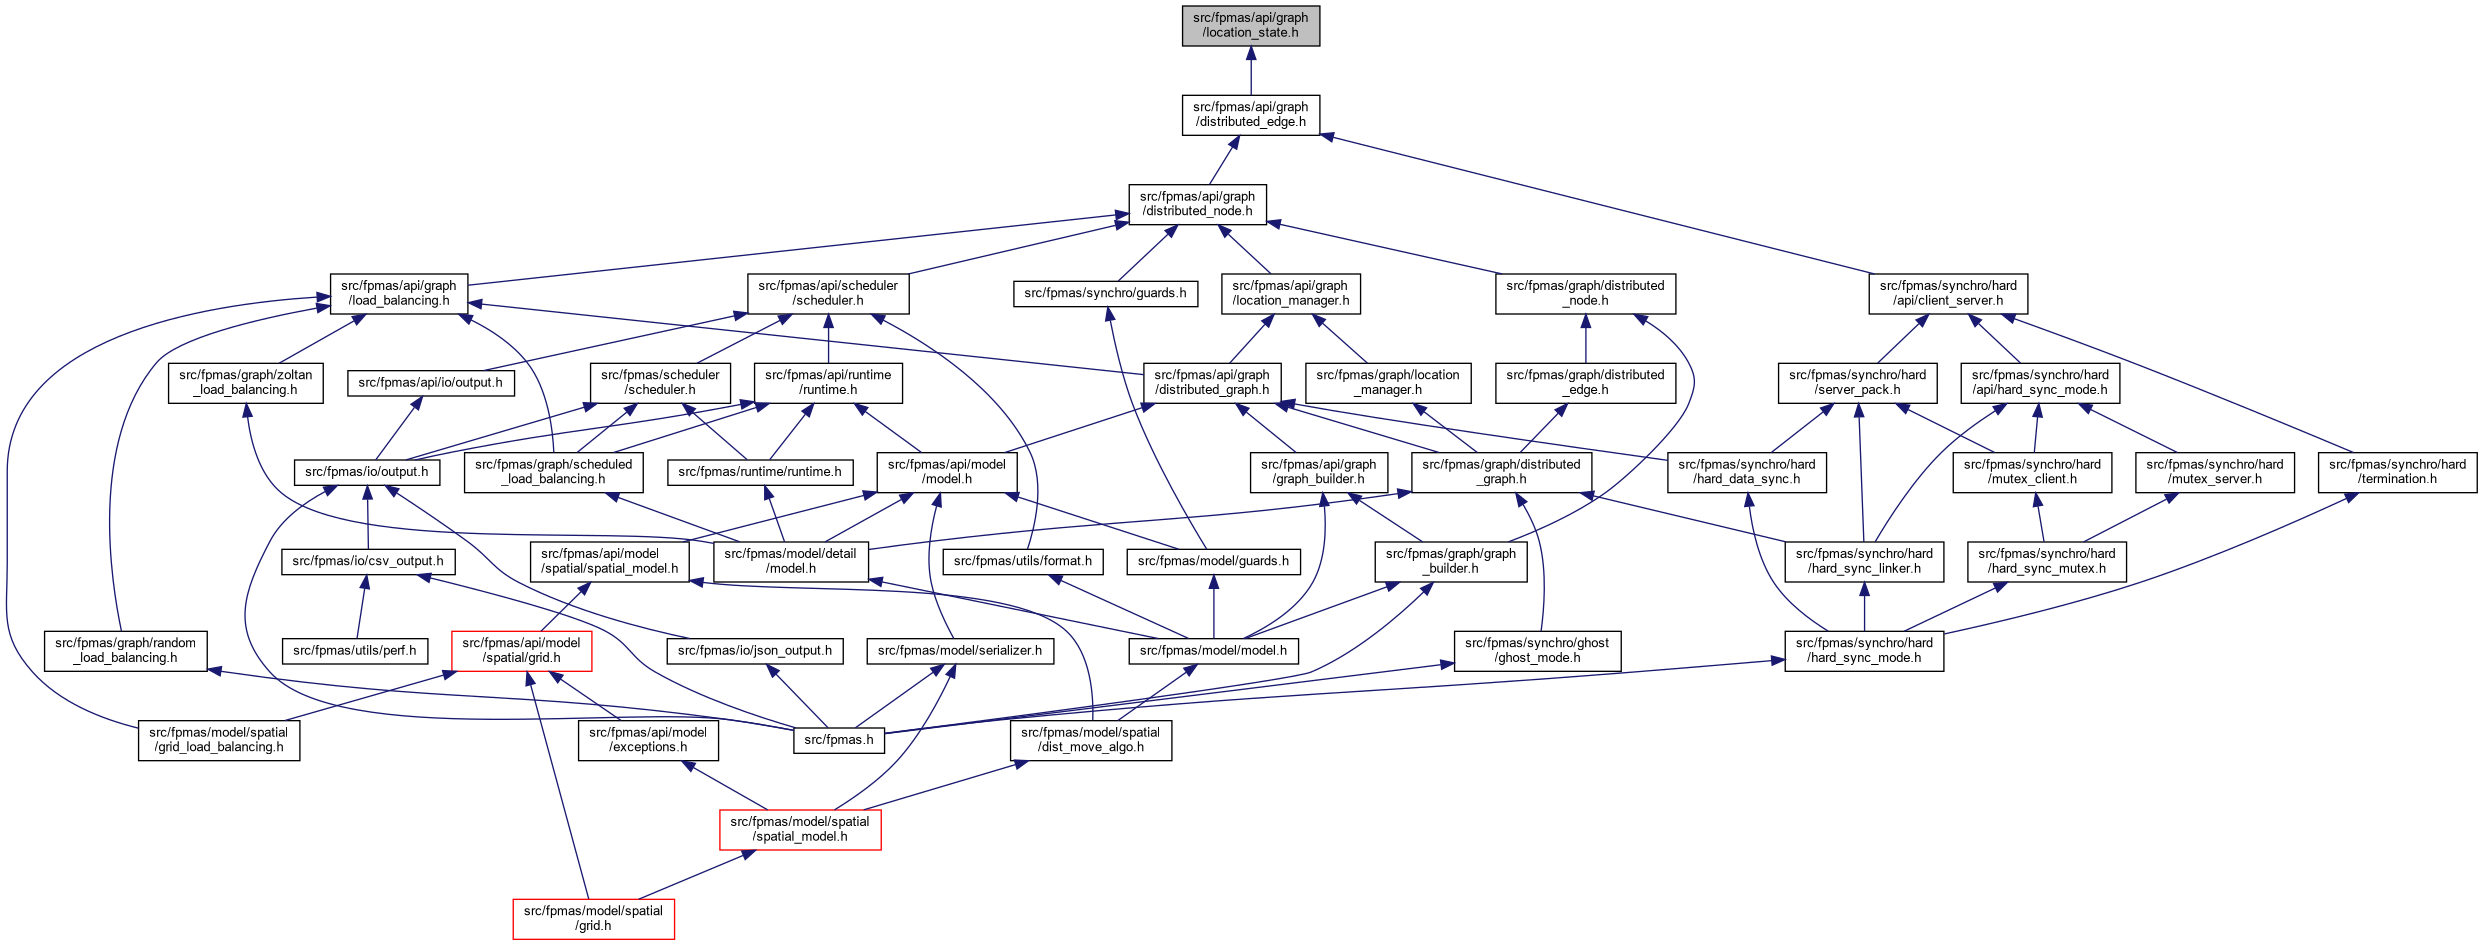 src/fpmas/api/graph
/location_state.h
src/fpmas/api/graph
/distributed_edge.h
src/fpmas/api/graph
/distributed_node.h
src/fpmas/api/graph
/load_balancing.h
src/fpmas/api/scheduler
/scheduler.h
src/fpmas/synchro/guards.h
src/fpmas/api/graph
/location_manager.h
src/fpmas/graph/distributed
_node.h
src/fpmas/synchro/hard
/api/client_server.h
src/fpmas/graph/zoltan
_load_balancing.h
src/fpmas/api/io/output.h
src/fpmas/scheduler
/scheduler.h
src/fpmas/api/runtime
/runtime.h
src/fpmas/api/graph
/distributed_graph.h
src/fpmas/graph/location
_manager.h
src/fpmas/graph/distributed
_edge.h
src/fpmas/synchro/hard
/server_pack.h
src/fpmas/synchro/hard
/api/hard_sync_mode.h
src/fpmas/io/output.h
src/fpmas/graph/scheduled
_load_balancing.h
src/fpmas/runtime/runtime.h
src/fpmas/api/model
/model.h
src/fpmas/api/graph
/graph_builder.h
src/fpmas/graph/distributed
_graph.h
src/fpmas/synchro/hard
/hard_data_sync.h
src/fpmas/synchro/hard
/mutex_client.h
src/fpmas/synchro/hard
/mutex_server.h
src/fpmas/synchro/hard
/termination.h
src/fpmas/io/csv_output.h
src/fpmas/api/model
/spatial/spatial_model.h
src/fpmas/model/detail
/model.h
src/fpmas/utils/format.h
src/fpmas/model/guards.h
src/fpmas/graph/graph
_builder.h
src/fpmas/synchro/hard
/hard_sync_linker.h
src/fpmas/synchro/hard
/hard_sync_mutex.h
src/fpmas/graph/random
_load_balancing.h
src/fpmas/utils/perf.h
src/fpmas/api/model
/spatial/grid.h
src/fpmas/io/json_output.h
src/fpmas/model/serializer.h
src/fpmas/model/model.h
src/fpmas/synchro/ghost
/ghost_mode.h
src/fpmas/synchro/hard
/hard_sync_mode.h
src/fpmas/model/spatial
/grid_load_balancing.h
src/fpmas/api/model
/exceptions.h
src/fpmas.h
src/fpmas/model/spatial
/dist_move_algo.h
src/fpmas/model/spatial
/spatial_model.h
src/fpmas/model/spatial
/grid.h